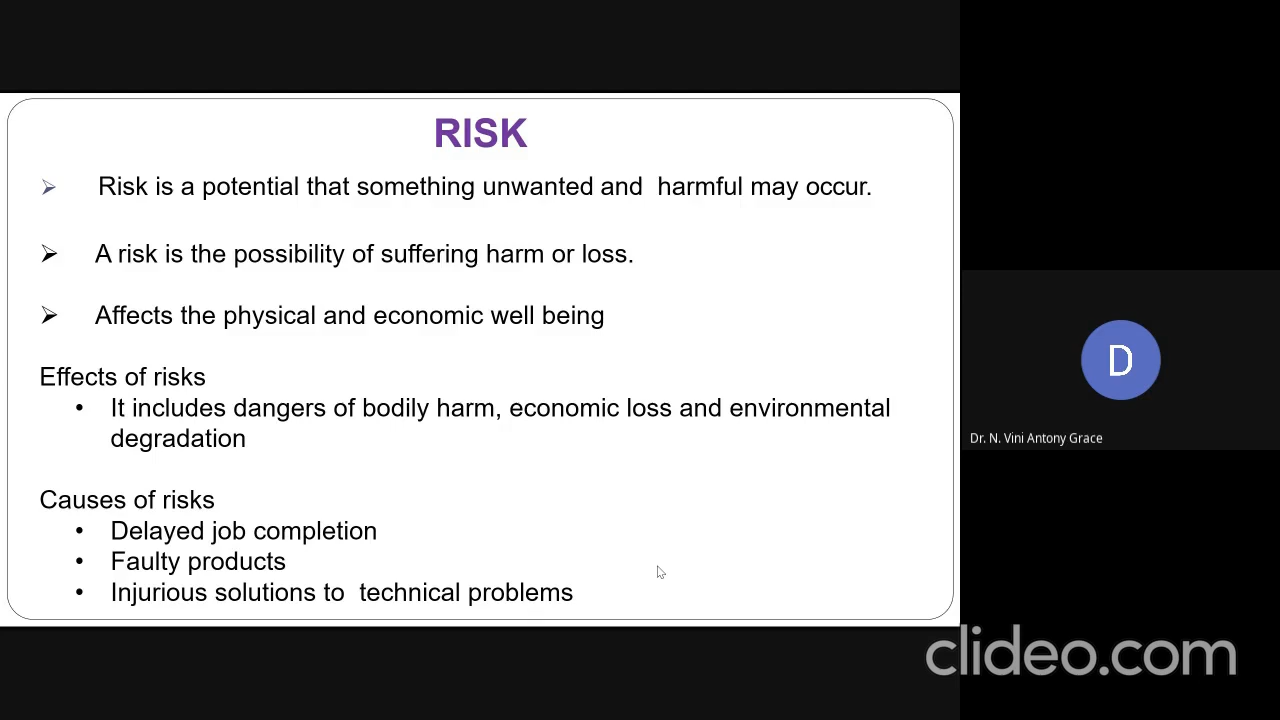 RISK
Risk is a potential that something unwanted and  harmful may occur.
A risk is the possibility of suffering harm or loss.
Affects the physical and economic well being
Effects of risks
• It includes dangers of bodily harm, economic loss and environmental
degradation
Causes of risks
• Delayed job completion
• Faulty products
• Injurious solutions to  technical problems
D
Dr. N. Vini Antony Grace
clideo.com